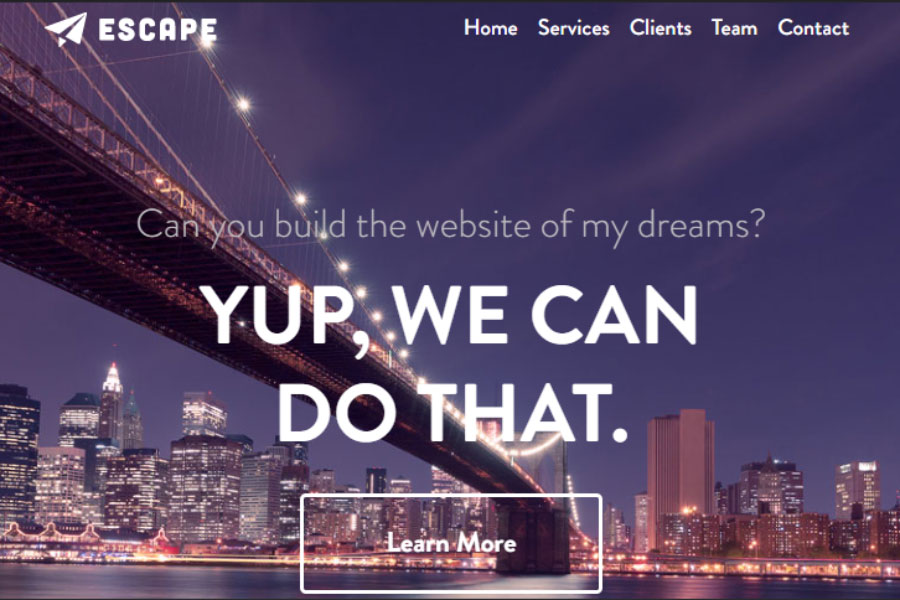 ESCAPE
Home Services Clients Team Contact
Can you build the website of my dreams?
YUP, WE CAN
DO THAT.
Learn More